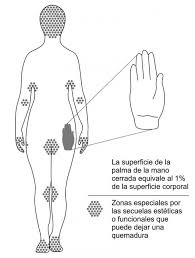 La superficie de la
palma de la mano
cerrada equivale al 1%
de la superficie corporal
Zonas especiales por
las secuelas estéticas
o funcionales que
puede dejar una
quemadura